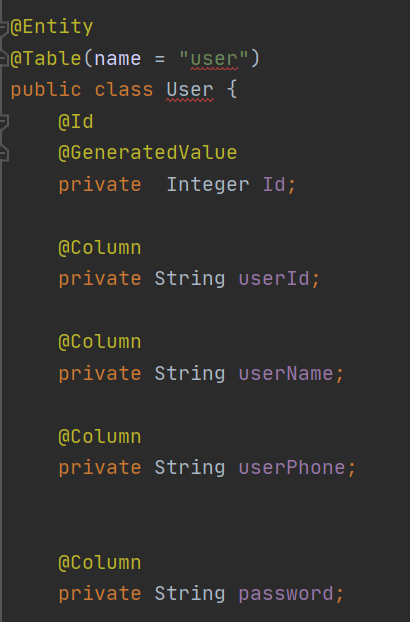 @Entity
@Table(name = "user")
public class User {
@Id
@GeneratedValue
private  Integer Id;
@Column
private String userId;
@Column
private String userName;
@Column
private String userPhone;
@Column
private String password;